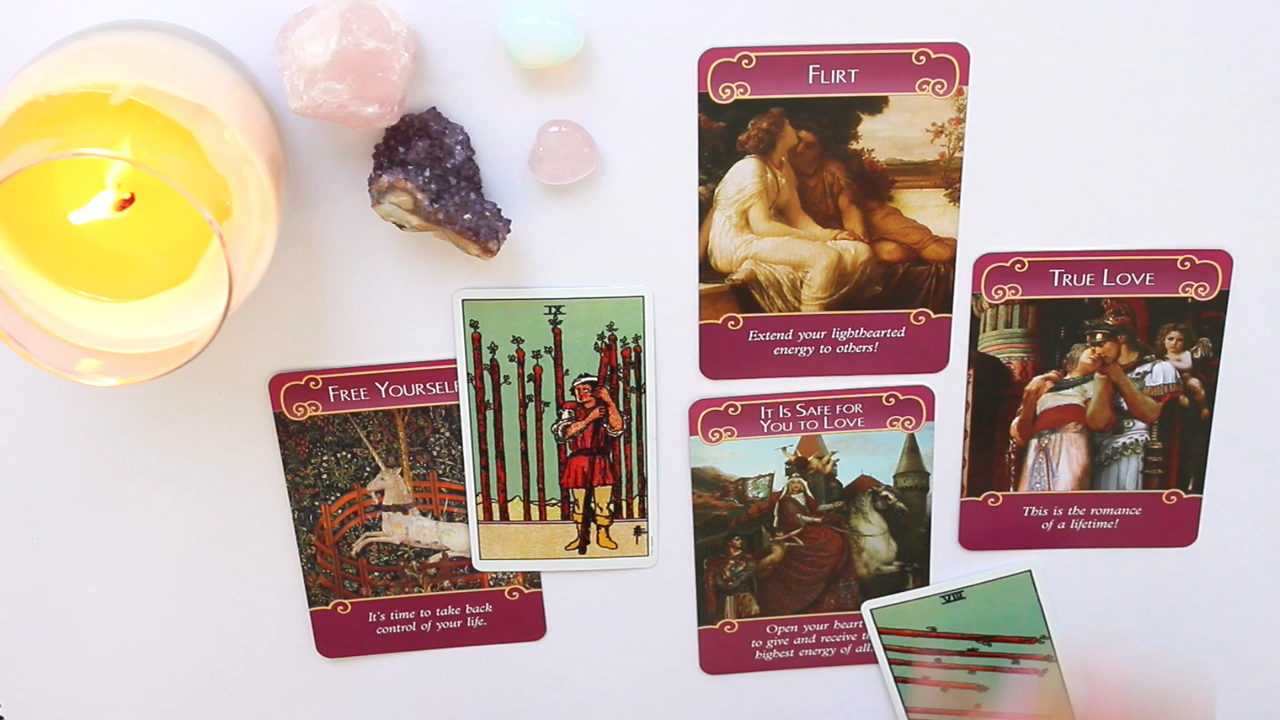 FLIRT
Extend your lighthearted
energy to others!
TRUE LOVE
This is the romance
of a lifetime!
FREE YOURSELF
It's time to take back
control of your life.
IX
IT IS SAFE FOR
YOU TO LOVE
Open your heart
to give and receive
highest energy of all.
VIII